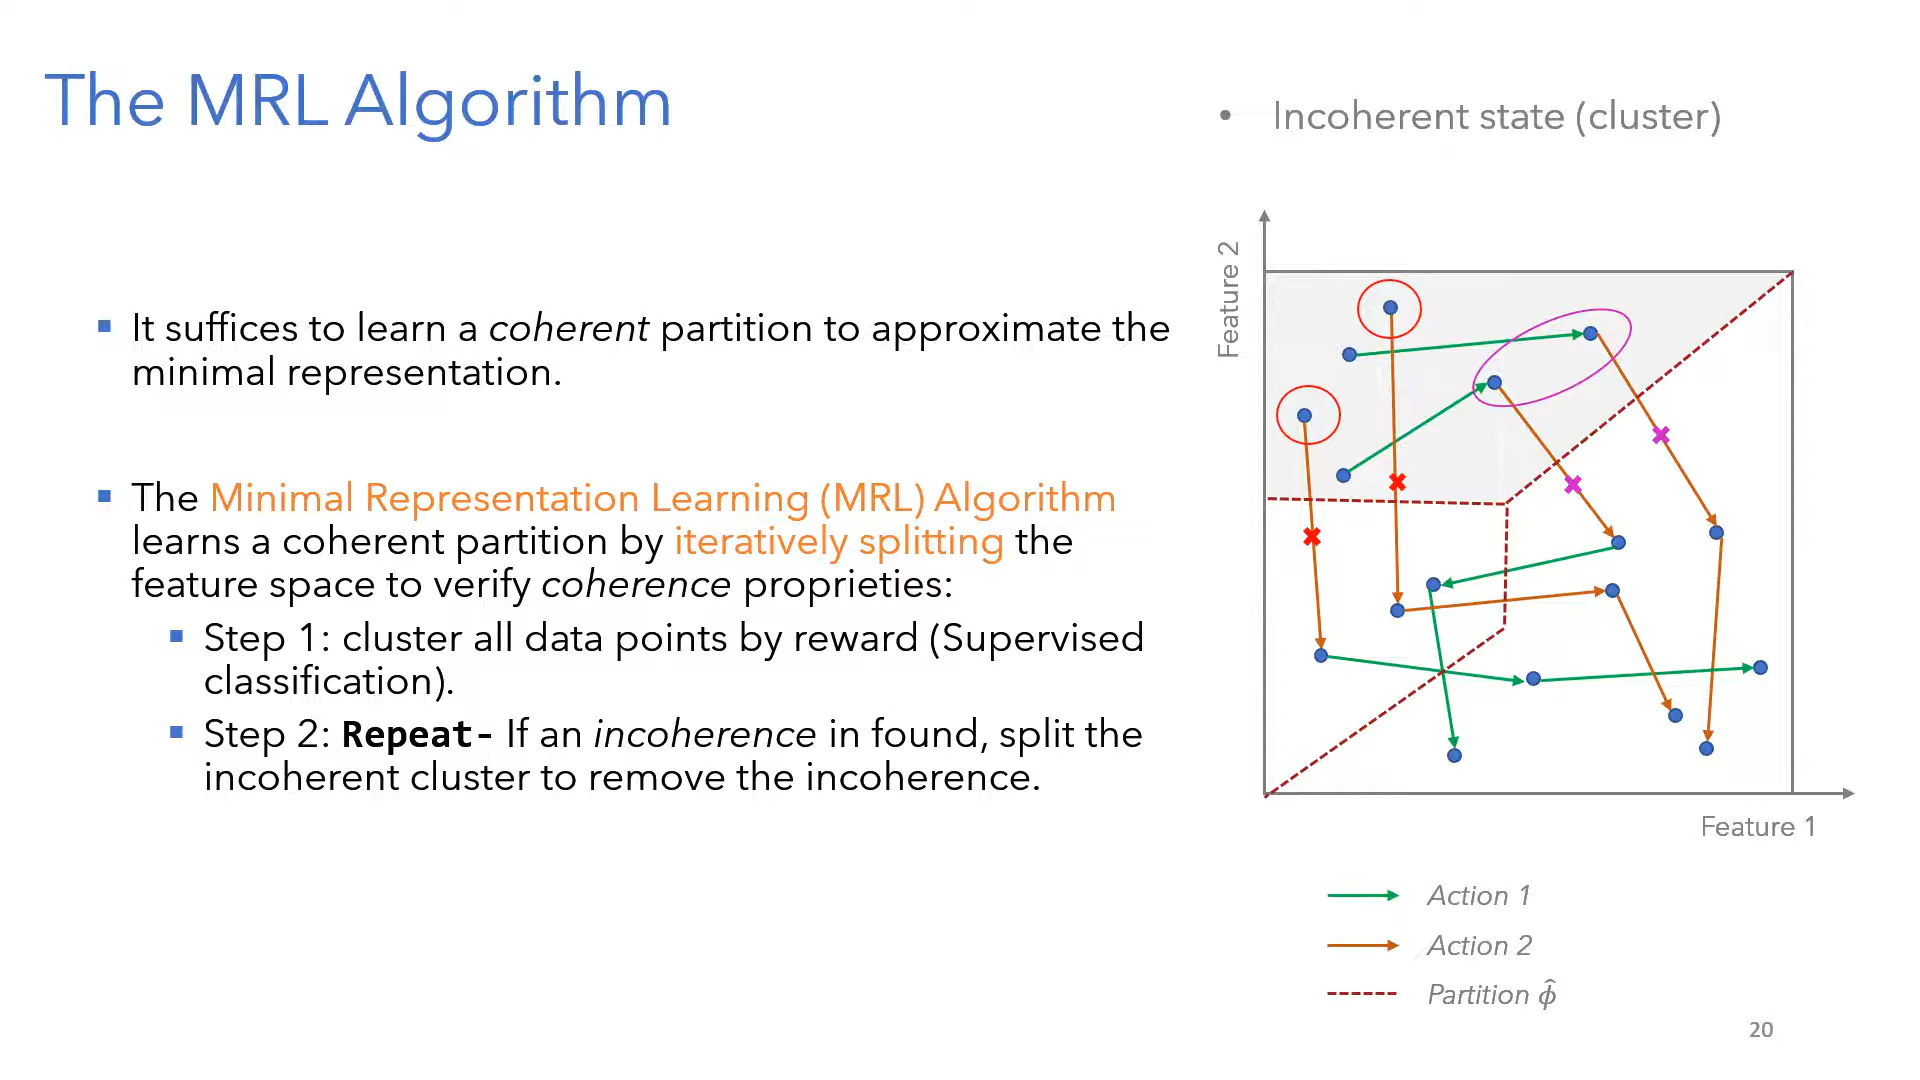 The MRL Algorithm
▪ It suffices to learn a coherent partition to approximate the
minimal representation.
▪ The Minimal Representation Learning (MRL) Algorithm
learns a coherent partition by iteratively splitting the
feature space to verify coherence proprieties:
▪ Step 1: cluster all data points by reward (Supervised
classification).
▪ Step 2: Repeat- If an incoherence in found, split the
incoherent cluster to remove the incoherence.
• Incoherent state (cluster)
Feature 2
Feature 1
Action 1
Action 2
Partition ϕ̂
20